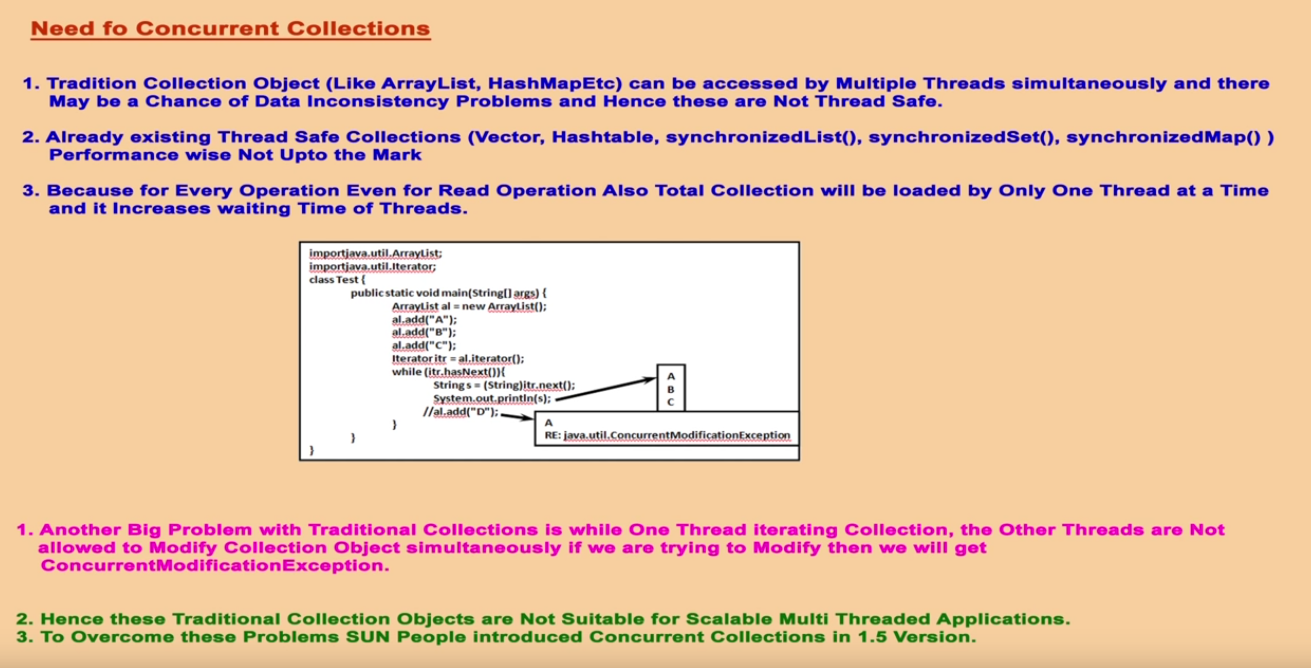 Need fo Concurrent Collections
1. Tradition Collection Object (Like ArrayList, HashMapEtc) can be accessed by Multiple Threads simultaneously and there
May be a Chance of Data Inconsistency Problems and Hence these are Not Thread Safe.
2. Already existing Thread Safe Collections (Vector, Hashtable, synchronizedList(), synchronizedSet(), synchronizedMap() )
Performance wise Not Upto the Mark
3. Because for Every Operation Even for Read Operation Also Total Collection will be loaded by Only One Thread at a Time
and it Increases waiting Time of Threads.
importjava.util.ArrayList;
importjava.util.Iterator;
class Test {
public static void main(String[] args) {
ArrayList al = new ArrayList();
al.add("A");
al.add("B");
al.add("C");
Iterator itr = al.iterator();
while (itr.hasNext()){
String s = (String)itr.next();
System.out.println(s);
//al.add("D");
}
}
}
A
B
C
A
RE: java.util.ConcurrentModificationException
1. Another Big Problem with Traditional Collections is while One Thread iterating Collection, the Other Threads are Not
allowed to Modify Collection Object simultaneously if we are trying to Modify then we will get
ConcurrentModificationException.
2. Hence these Traditional Collection Objects are Not Suitable for Scalable Multi Threaded Applications.
3. To Overcome these Problems SUN People introduced Concurrent Collections in 1.5 Version.